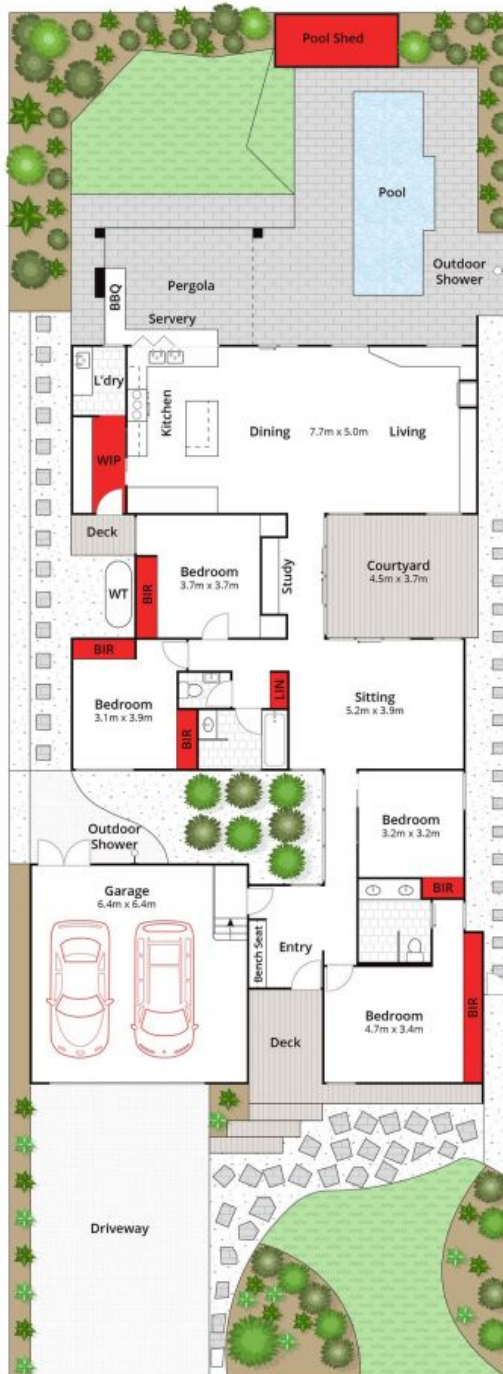 Pool Shed
Pool
Outdoor
Shower
Pergola
BBQ
Servery
L'dry
Kitchen
Dining
7.7m x 5.0m
Living
WIP
Deck
WT
BIR
Bedroom
3.7m x 3.7m
Study
Courtyard
4.5m x 3.7m
BIR
Bedroom
3.1m x 3.9m
BIR
LIN
Sitting
5.2m x 3.9m
Outdoor
Shower
Bedroom
3.2m x 3.2m
BIR
Garage
6.4m x 6.4m
Bench Seat
Entry
Deck
Bedroom
4.7m x 3.4m
BIR
Driveway